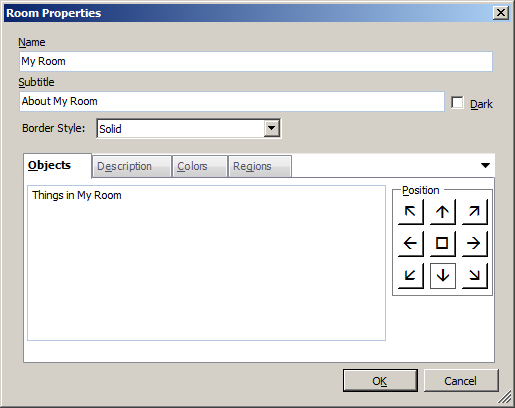 Room Properties
Name
My Room
Subtitle
About My Room
Dark
Border Style: Solid
Objects Description Colors Regions
Things in My Room
Position
OK Cancel